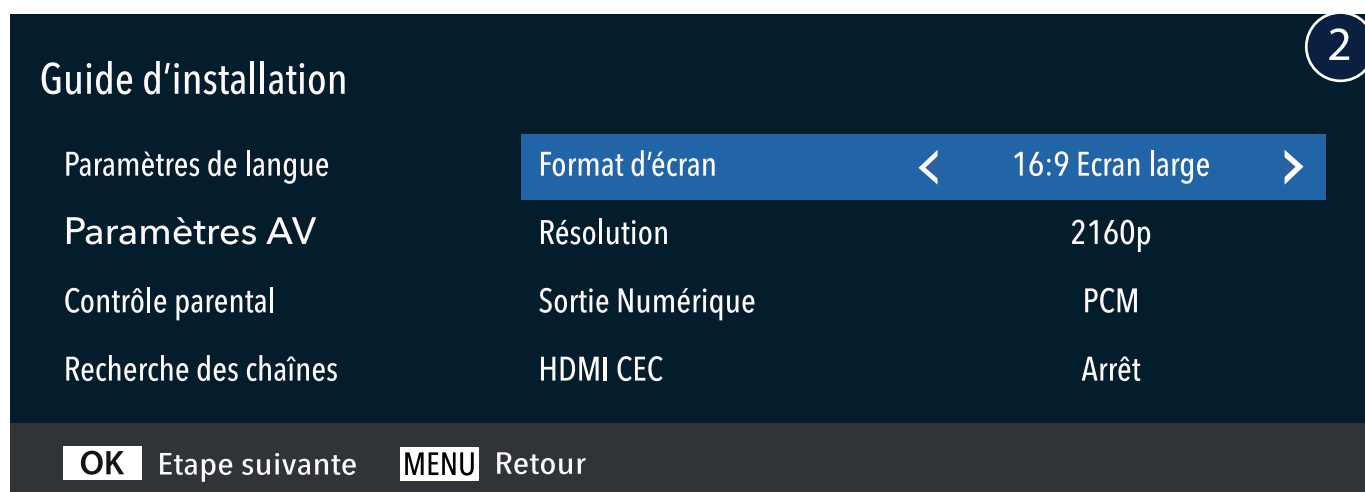 2
Guide d'installation
Paramètres de langue
Format d'écran < 16:9 Ecran large >
Paramètres AV
Résolution 2160p
Contrôle parental
Sortie Numérique PCM
Recherche des chaînes
HDMI CEC Arrêt
OK Etape suivante MENU Retour